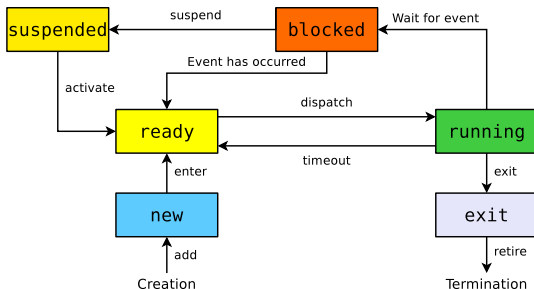 suspended
suspend
blocked
Wait for event
Event has occurred
activate
ready
dispatch
running
timeout
enter
exit
new
exit
add
retire
Creation
Termination